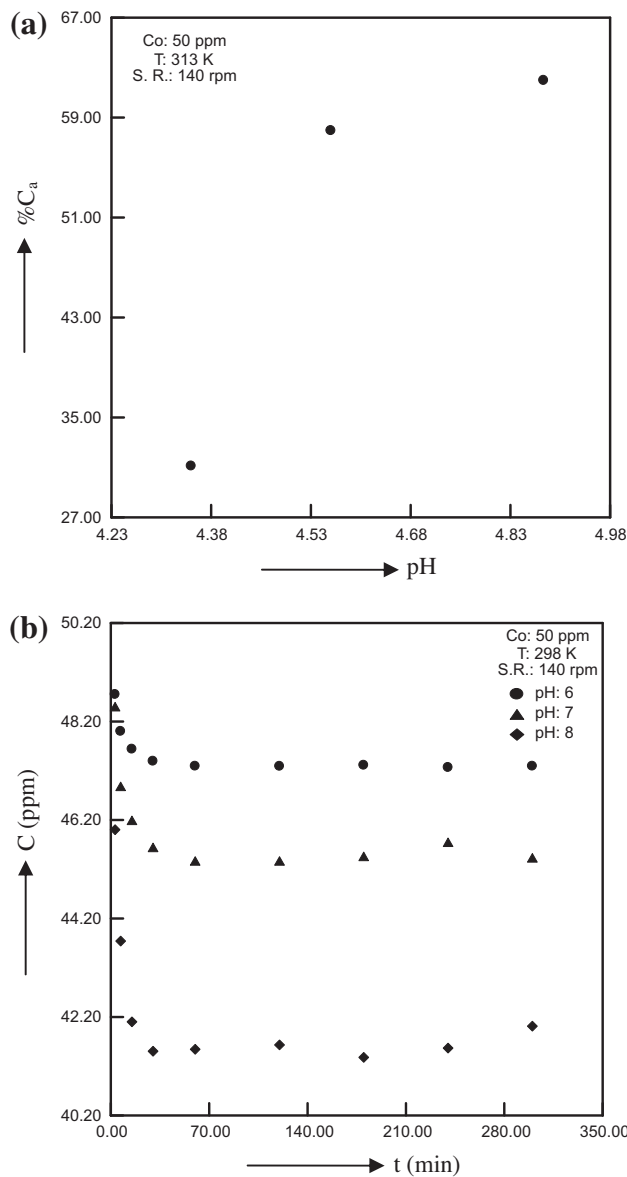 (a)
67.00
Co: 50 ppm
T: 313 K
S. R.: 140 rpm
59.00
51.00
43.00
35.00
27.00
%Ca
4.23 4.38 4.53 4.68 4.83 4.98
pH
(b)
50.20
Co: 50 ppm
T: 298 K
S.R.: 140 rpm
pH: 6
pH: 7
pH: 8
48.20
46.20
44.20
42.20
40.20
C (ppm)
0.00 70.00 140.00 210.00 280.00 350.00
t (min)